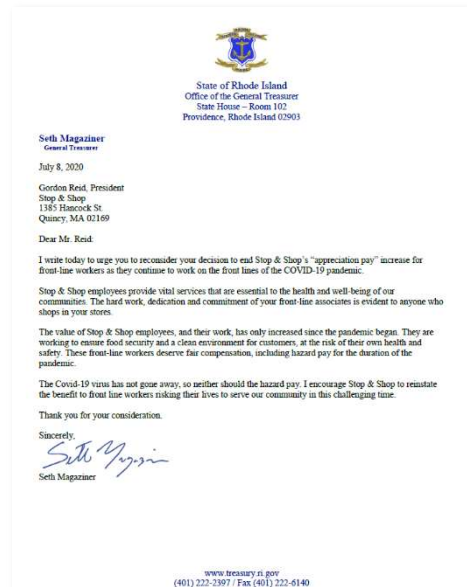 State of Rhode Island
Office of the General Treasurer
State House – Room 102
Providence, Rhode Island 02903
Seth Magaziner
General Treasurer
July 8, 2020
Gordon Reid, President
Stop & Shop
1385 Hancock St.
Quincy, MA 02169
Dear Mr. Reid:
I write today to urge you to reconsider your decision to end Stop & Shop's “appreciation pay” increase for
front-line workers as they continue to work on the front lines of the COVID-19 pandemic.
Stop & Shop employees provide vital services that are essential to the health and well-being of our
communities. The hard work, dedication and commitment of your front-line associates is evident to anyone who
shops in your stores.
The value of Stop & Shop employees, and their work, has only increased since the pandemic began. They are
working to ensure food security and a clean environment for customers, at the risk of their own health and
safety. These front-line workers deserve fair compensation, including hazard pay for the duration of the
pandemic.
The Covid-19 virus has not gone away, so neither should the hazard pay. I encourage Stop & Shop to reinstate
the benefit to front line workers risking their lives to serve our community in this challenging time.
Thank you for your consideration.
Sincerely,
Seth Magaziner
www.treasury.ri.gov
(401) 222-2397 / Fax (401) 222-6140